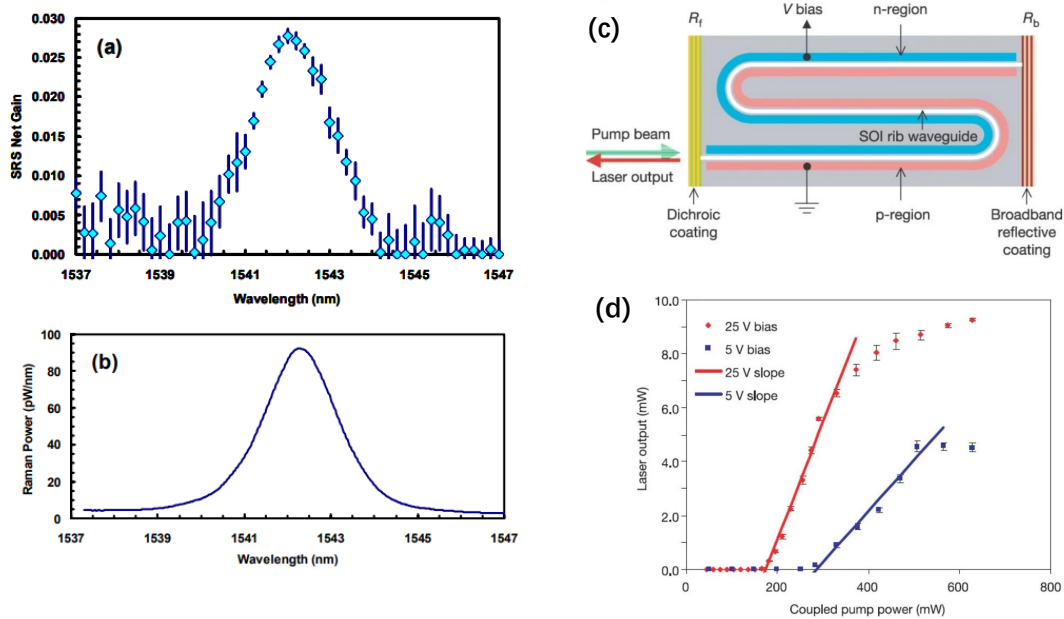 (a)
SRS Net Gain
0.030
0.025
0.020
0.015
0.010
0.005
0.000
1537 1539 1541 1543 1545 1547
Wavelength (nm)
(b)
Raman Power (pW/nm)
100
80
60
40
20
0
1537 1539 1541 1543 1545 1547
Wavelength (nm)
(c)
Rf
V bias
n-region
Rb
Pump beam
Laser output
SOI rib waveguide
Dichroic
coating
p-region
Broadband
reflective
coating
(d)
Laser output (mW)
10.0
8.0
6.0
4.0
2.0
0.0
25 V bias
5 V bias
25 V slope
5 V slope
0 200 400 600 800
Coupled pump power (mW)